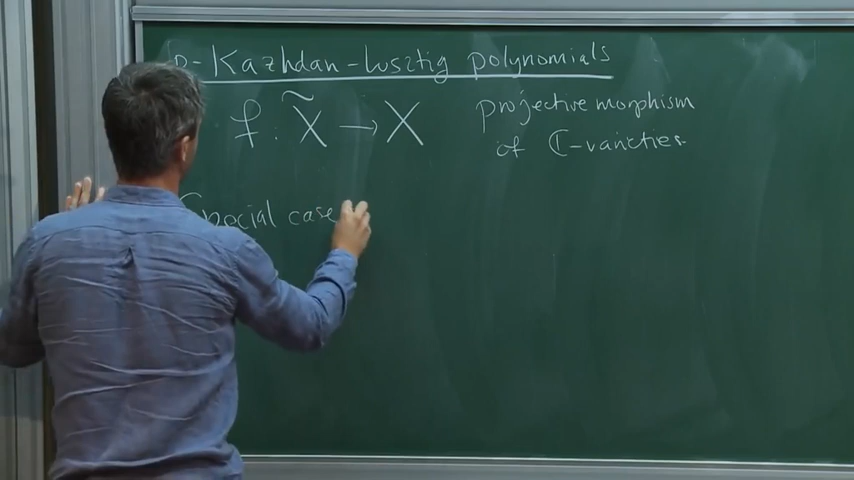 p-Kazhdan-Lusztig polynomials
f : X̃ → X projective morphism
of ℂ-varieties.
Special case